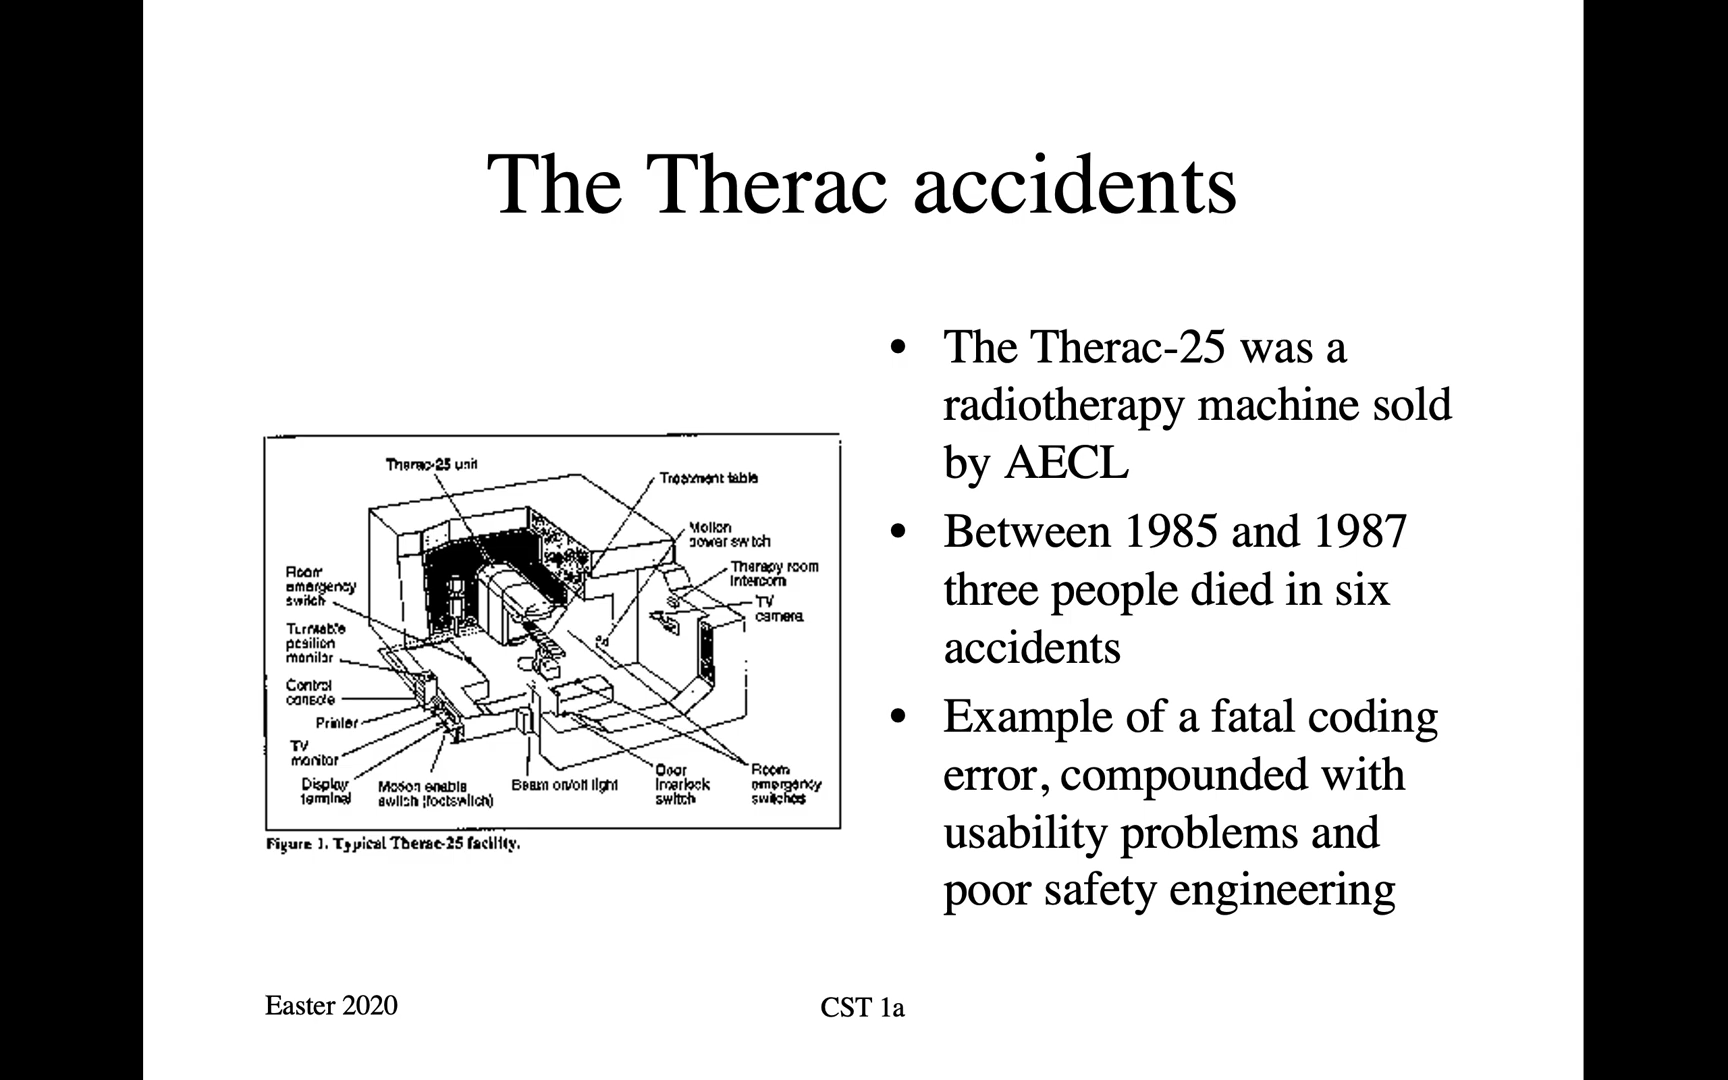 The Therac accidents
Therac-25 unit
Treatment table
Motion
power switch
Therapy room
intercom
TV
camera
Room
emergency
switch
Turntable
position
monitor
Control
console
Printer
TV
monitor
Display
terminal
Motion enable
switch (footswitch)
Beam on/off light
Door
interlock
switch
Room
emergency
switches
Figure 1. Typical Therac-25 facility.
• The Therac-25 was a
radiotherapy machine sold
by AECL
• Between 1985 and 1987
three people died in six
accidents
• Example of a fatal coding
error, compounded with
usability problems and
poor safety engineering
Easter 2020
CST 1a